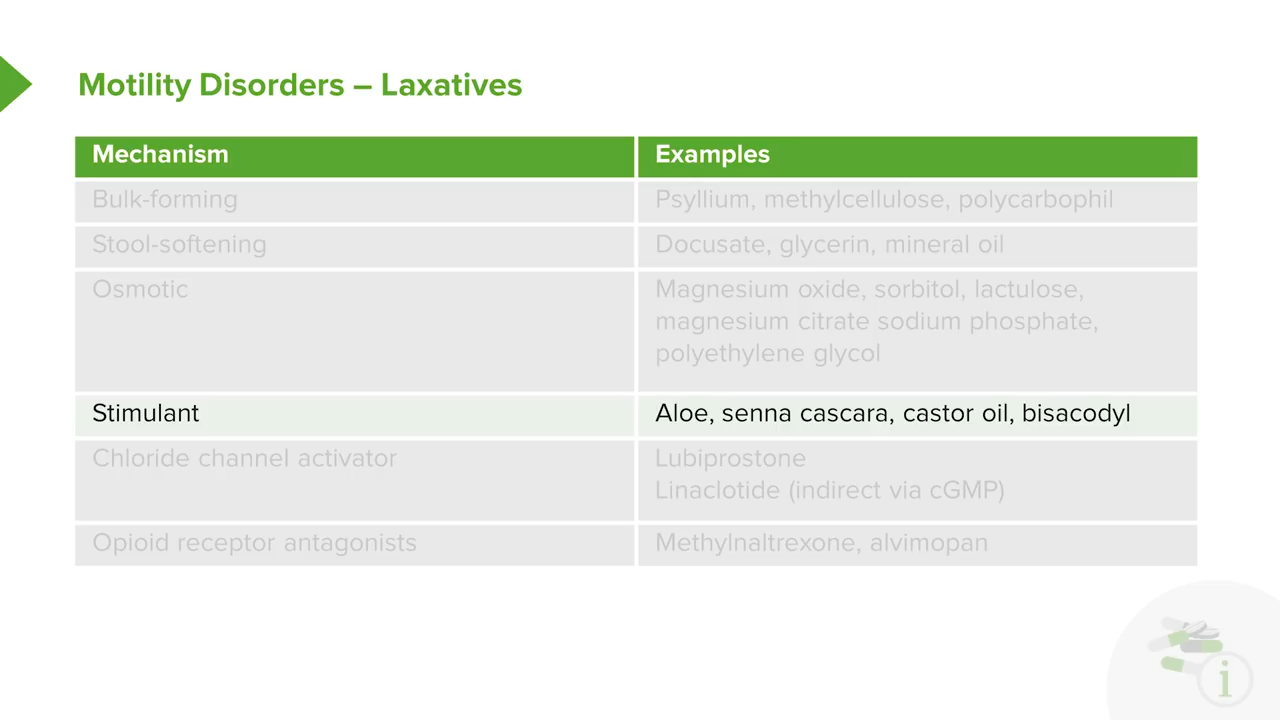 Motility Disorders – Laxatives
Mechanism
Examples
Bulk-forming
Psyllium, methylcellulose, polycarbophil
Stool-softening
Docusate, glycerin, mineral oil
Osmotic
Magnesium oxide, sorbitol, lactulose,
magnesium citrate sodium phosphate,
polyethylene glycol
Stimulant
Aloe, senna cascara, castor oil, bisacodyl
Chloride channel activator
Lubiprostone
Linaclotide (indirect via cGMP)
Opioid receptor antagonists
Methylnaltrexone, alvimopan
i